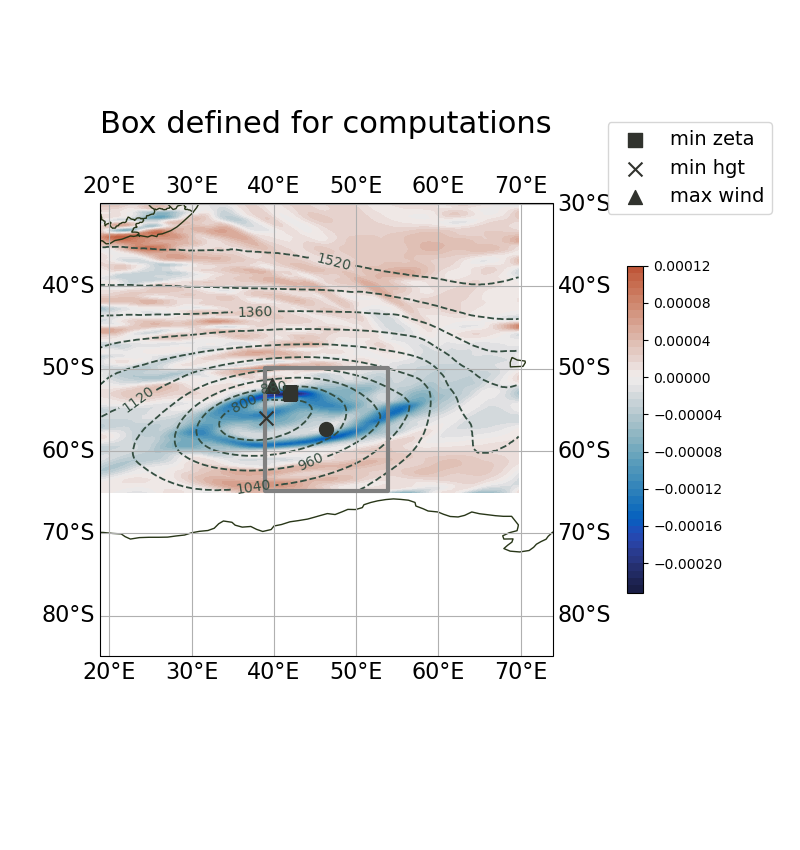 Box defined for computations
min zeta
min hgt
max wind
20°E 30°E 40°E 50°E 60°E 70°E
30°S
40°S 40°S
50°S 50°S
60°S 60°S
70°S 70°S
80°S 80°S
20°E 30°E 40°E 50°E 60°E 70°E
1520
1360
1120
800
960
1040
0.00012
0.00008
0.00004
0.00000
−0.00004
−0.00008
−0.00012
−0.00016
−0.00020